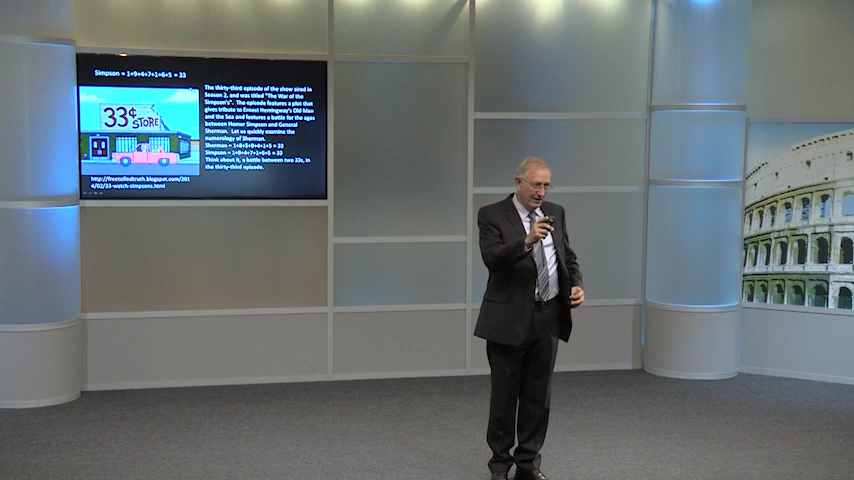 Simpson = 1+9+4+7+1+6+5 = 33
The thirty-third episode of the show aired in
Season 2, and was titled "The War of the
Simpson's". The episode features a plot that
gives tribute to Ernest Hemingway's Old Man
and the Sea and features a battle for the ages
between Homer Simpson and General
Sherman. Let us quickly examine the
numerology of Sherman.
Sherman = 1+8+5+9+4+1+5 = 33
Simpson = 1+9+4+7+1+6+5 = 33
Think about it, a battle between two 33s, in
the thirty-third episode.
33¢
STORE
http://freetofindtruth.blogspot.com/201
4/02/33-watch-simpsons.html